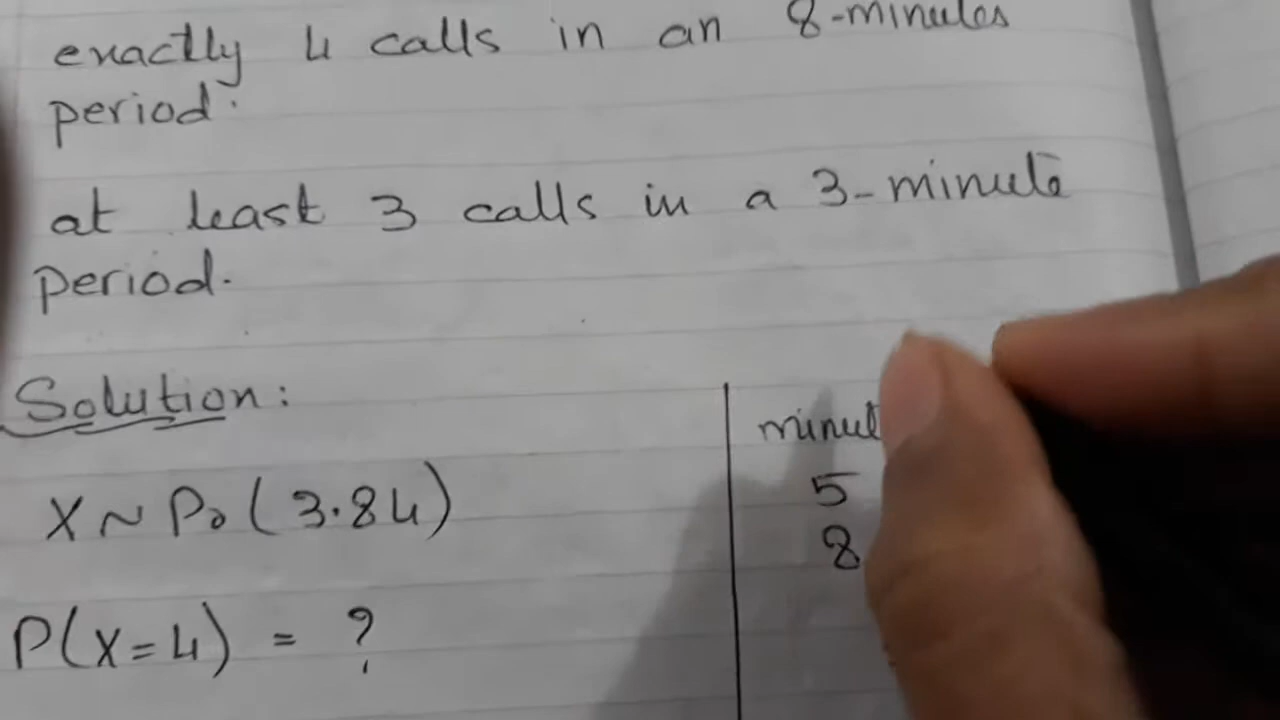 exactly 4 calls in an 8-minutes
period.
at least 3 calls in a 3-minute
period.
Solution:
X ~ Po(3.84)
P(X=4) = ?
5
8